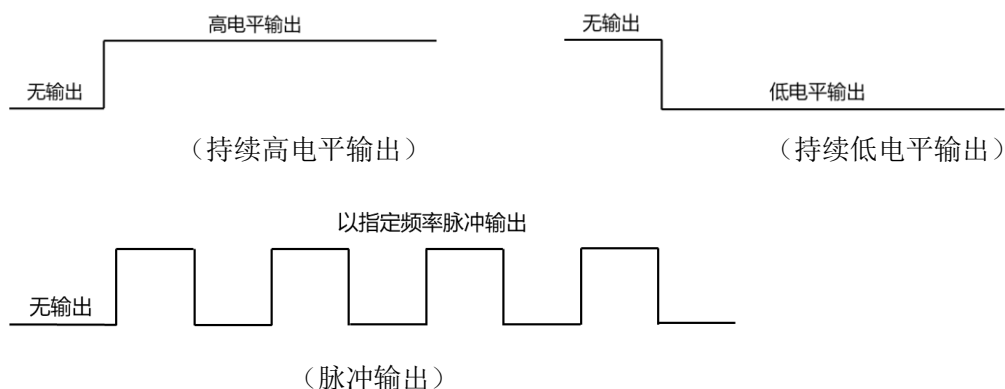 高电平输出
无输出
无输出
低电平输出
（持续高电平输出）
（持续低电平输出）
以指定频率脉冲输出
无输出
（脉冲输出）